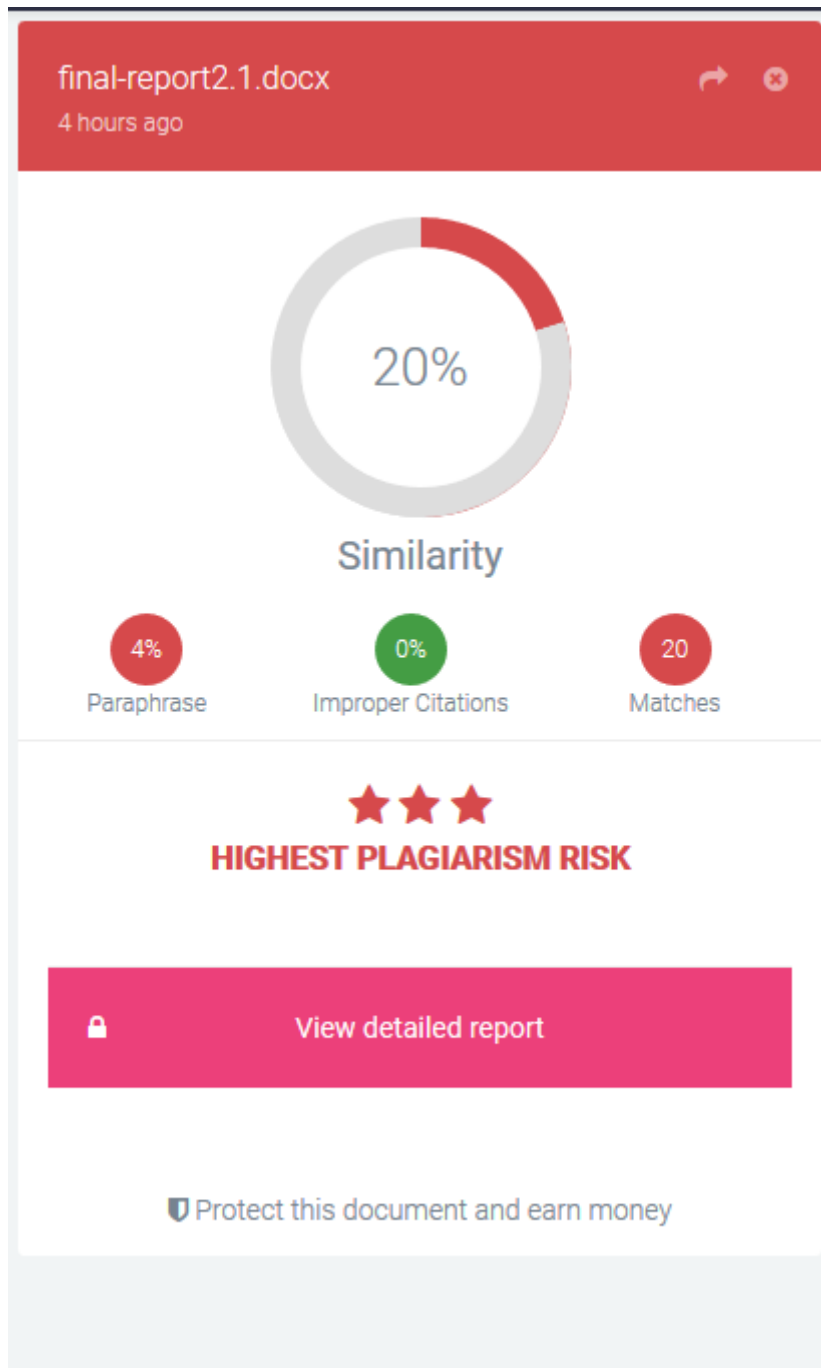 final-report2.1.docx
4 hours ago
20%
Similarity
4% 0% 20
Paraphrase Improper Citations Matches
HIGHEST PLAGIARISM RISK
View detailed report
Protect this document and earn money